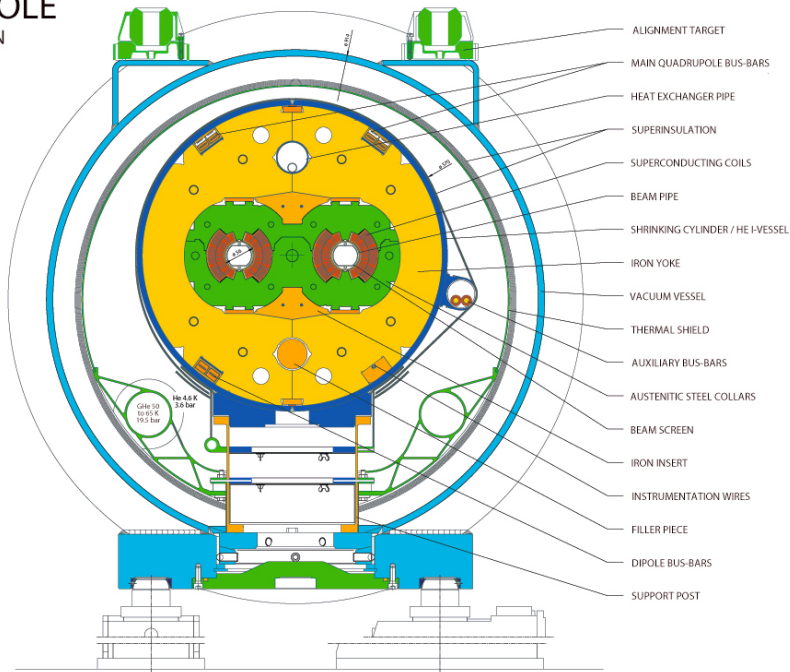 OLE
N
ALIGNMENT TARGET
MAIN QUADRUPOLE BUS-BARS
HEAT EXCHANGER PIPE
SUPERINSULATION
SUPERCONDUCTING COILS
BEAM PIPE
SHRINKING CYLINDER / HE I-VESSEL
IRON YOKE
VACUUM VESSEL
THERMAL SHIELD
AUXILIARY BUS-BARS
AUSTENITIC STEEL COLLARS
BEAM SCREEN
IRON INSERT
INSTRUMENTATION WIRES
FILLER PIECE
DIPOLE BUS-BARS
SUPPORT POST
GHe 50
to 65 K
19.5 bar
He 4.6 K
3.6 bar